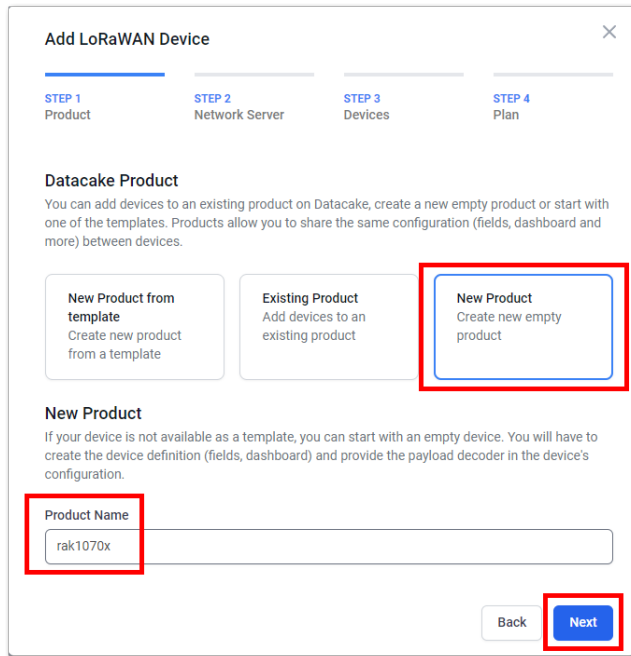 Add LoRaWAN Device
STEP 1
Product
STEP 2
Network Server
STEP 3
Devices
STEP 4
Plan
Datacake Product
You can add devices to an existing product on Datacake, create a new empty product or start with
one of the templates. Products allow you to share the same configuration (fields, dashboard and
more) between devices.
New Product from
template
Create new product
from a template
Existing Product
Add devices to an
existing product
New Product
Create new empty
product
New Product
If your device is not available as a template, you can start with an empty device. You will have to
create the device definition (fields, dashboard) and provide the payload decoder in the device's
configuration.
Product Name
rak1070x
Back
Next